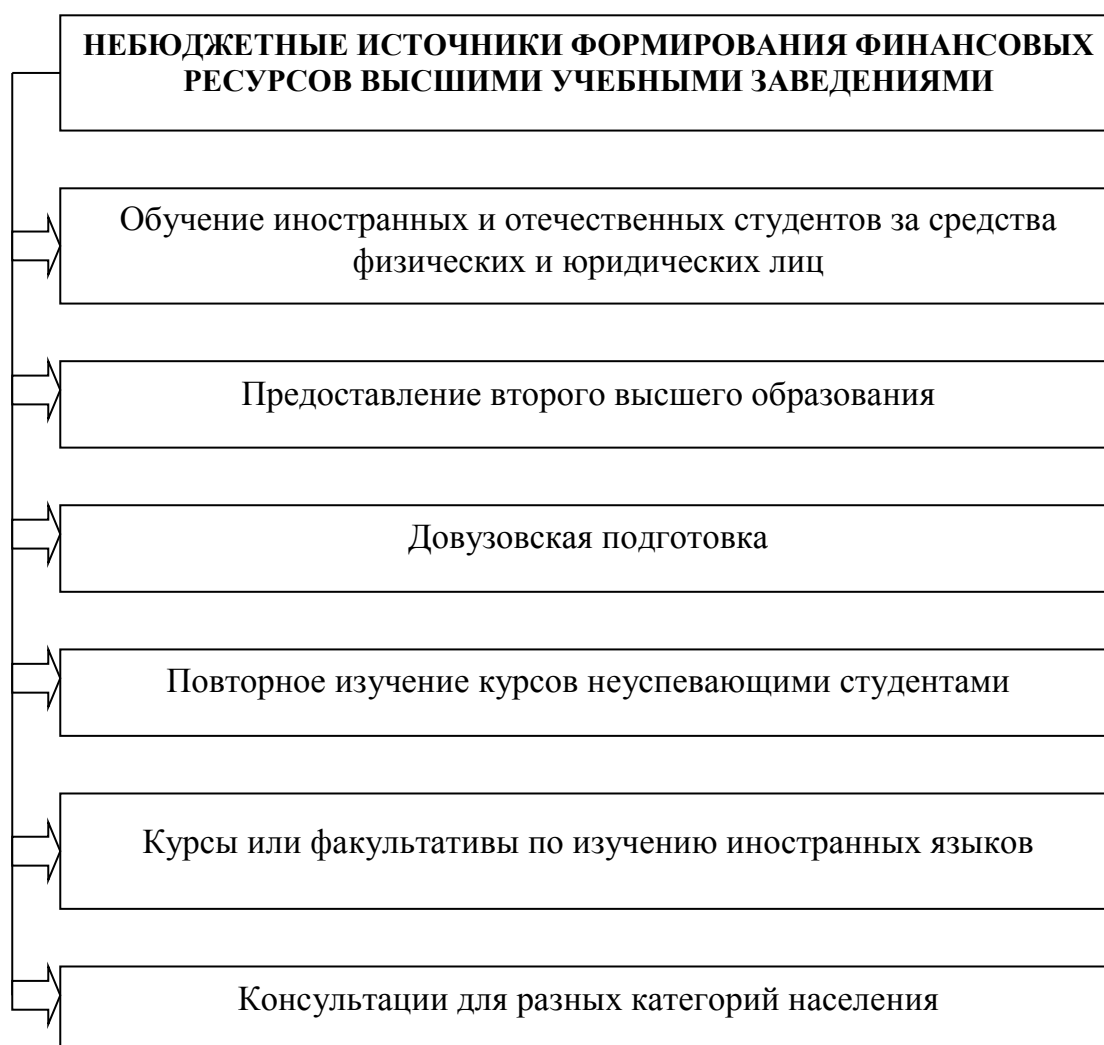 НЕБЮДЖЕТНЫЕ ИСТОЧНИКИ ФОРМИРОВАНИЯ ФИНАНСОВЫХ
РЕСУРСОВ ВЫСШИМИ УЧЕБНЫМИ ЗАВЕДЕНИЯМИ
Обучение иностранных и отечественных студентов за средства
физических и юридических лиц
Предоставление второго высшего образования
Довузовская подготовка
Повторное изучение курсов неуспевающими студентами
Курсы или факультативы по изучению иностранных языков
Консультации для разных категорий населения